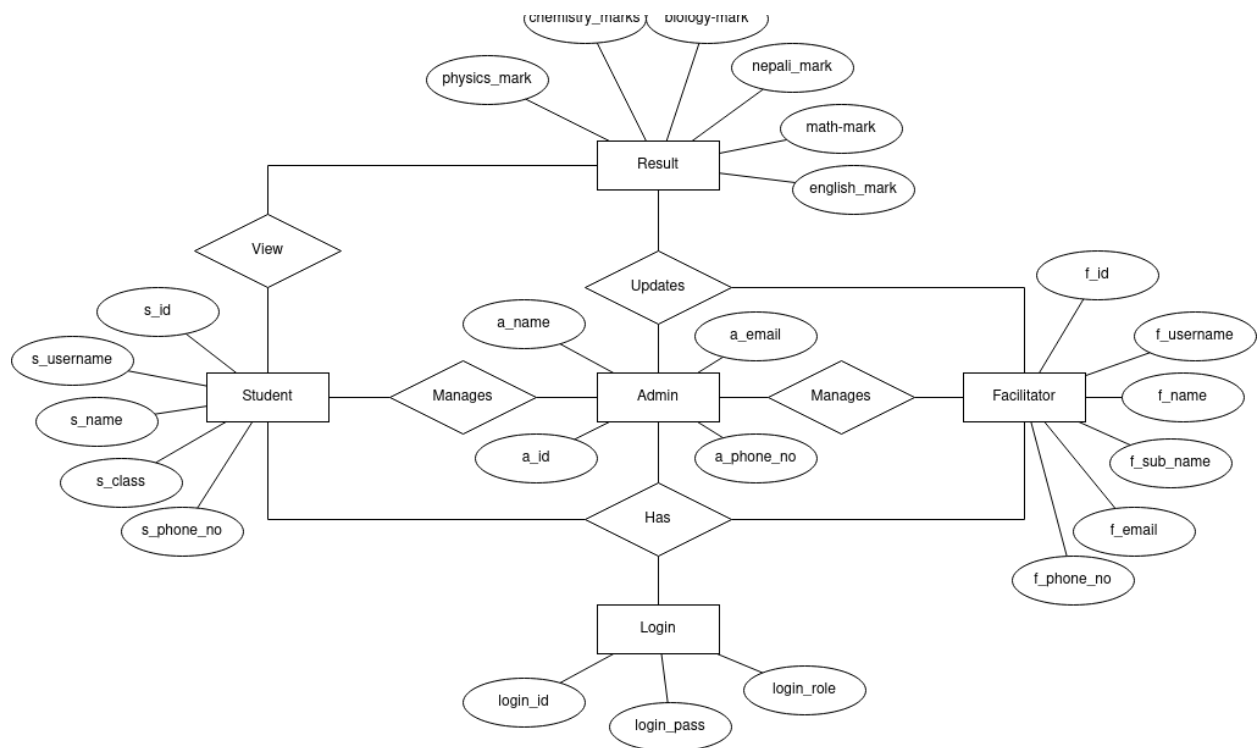 chemistry_marks
biology-mark
nepali_mark
physics_mark
math-mark
Result
english_mark
View
f_id
Updates
s_id
a_name
a_email
f_username
s_username
Student
Manages
Admin
Manages
Facilitator
f_name
s_name
a_id
a_phone_no
f_sub_name
s_class
Has
s_phone_no
f_email
f_phone_no
Login
login_role
login_id
login_pass